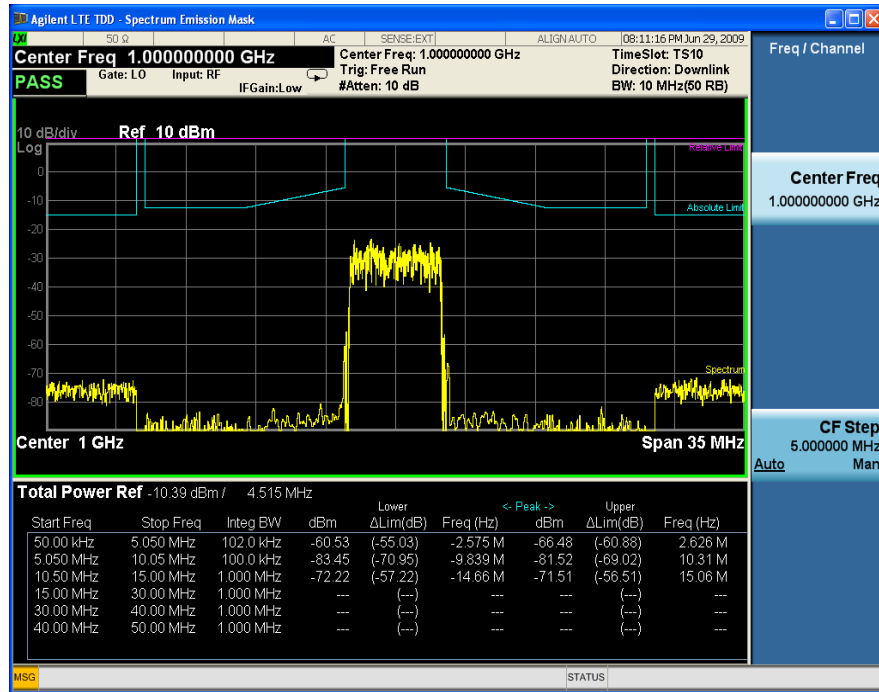 Agilent LTE TDD - Spectrum Emission Mask
LXI 50 Ω AC SENSE:EXT ALIGN AUTO 08:11:16 PM Jun 29, 2009
Center Freq 1.000000000 GHz Center Freq: 1.000000000 GHz TimeSlot: TS10
PASS Gate: LO Input: RF Trig: Free Run Direction: Downlink
IFGain:Low #Atten: 10 dB BW: 10 MHz(50 RB)
10 dB/div Ref 10 dBm
Log
Relative Limit
0
-10
Absolute Limit
-20
-30
-40
-50
-60
-70
Spectrum
-80
Center 1 GHz Span 35 MHz
Total Power Ref -10.39 dBm / 4.515 MHz
Lower <- Peak -> Upper
Start Freq Stop Freq Integ BW dBm ΔLim(dB) Freq (Hz) dBm ΔLim(dB) Freq (Hz)
50.00 kHz 5.050 MHz 102.0 kHz -60.53 (-55.03) -2.575 M -66.48 (-60.88) 2.626 M
5.050 MHz 10.05 MHz 100.0 kHz -83.45 (-70.95) -9.839 M -81.52 (-69.02) 10.31 M
10.50 MHz 15.00 MHz 1.000 MHz -72.22 (-57.22) -14.66 M -71.51 (-56.51) 15.06 M
15.00 MHz 30.00 MHz 1.000 MHz --- (---) --- --- (---) ---
30.00 MHz 40.00 MHz 1.000 MHz --- (---) --- --- (---) ---
40.00 MHz 50.00 MHz 1.000 MHz --- (---) --- --- (---) ---
MSG STATUS
Freq / Channel
Center Freq
1.000000000 GHz
CF Step
5.000000 MHz
Auto Man